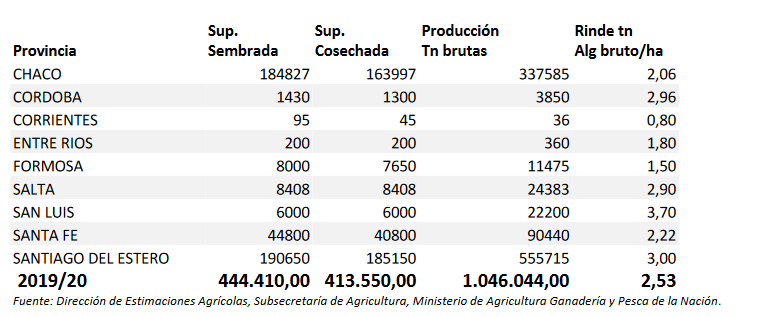 Provincia Sup. Sembrada Sup. Cosechada Producción Tn brutas Rinde tn Alg bruto/ha
CHACO 184827 163997 337585 2,06
CORDOBA 1430 1300 3850 2,96
CORRIENTES 95 45 36 0,80
ENTRE RIOS 200 200 360 1,80
FORMOSA 8000 7650 11475 1,50
SALTA 8408 8408 24383 2,90
SAN LUIS 6000 6000 22200 3,70
SANTA FE 44800 40800 90440 2,22
SANTIAGO DEL ESTERO 190650 185150 555715 3,00
2019/20 444.410,00 413.550,00 1.046.044,00 2,53
Fuente: Dirección de Estimaciones Agrícolas, Subsecretaría de Agricultura, Ministerio de Agricultura Ganadería y Pesca de la Nación.